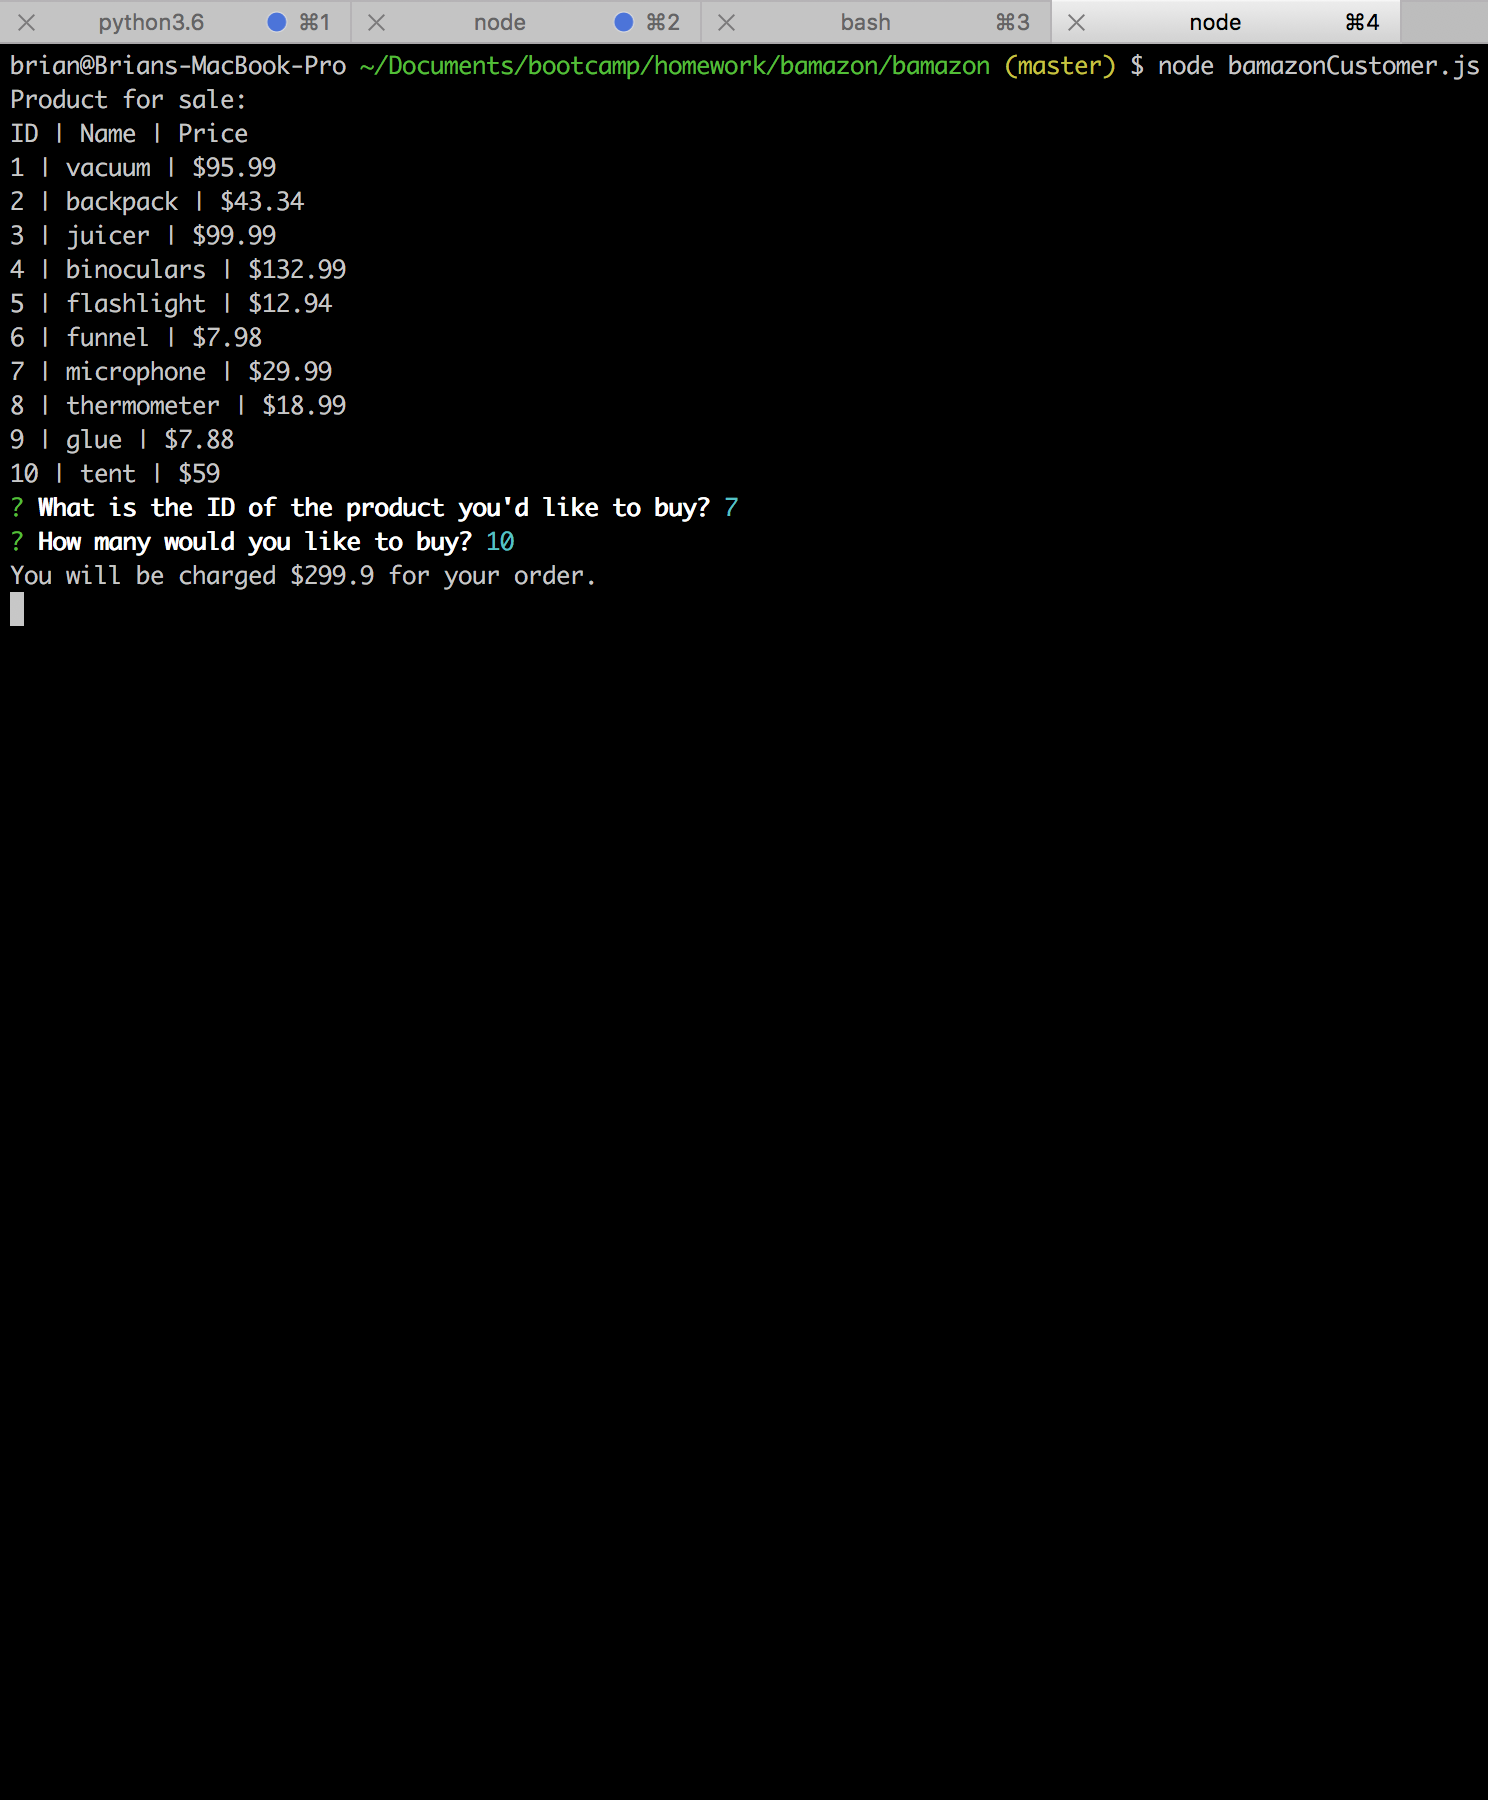 python3.6 ⌘1 node ⌘2 bash ⌘3 node ⌘4
brian@Brians-MacBook-Pro ~/Documents/bootcamp/homework/bamazon/bamazon (master) $ node bamazonCustomer.js
Product for sale:
ID | Name | Price
1 | vacuum | $95.99
2 | backpack | $43.34
3 | juicer | $99.99
4 | binoculars | $132.99
5 | flashlight | $12.94
6 | funnel | $7.98
7 | microphone | $29.99
8 | thermometer | $18.99
9 | glue | $7.88
10 | tent | $59
? What is the ID of the product you'd like to buy? 7
? How many would you like to buy? 10
You will be charged $299.9 for your order.